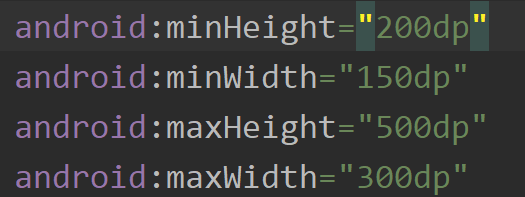 android:minHeight="200dp"
android:minWidth="150dp"
android:maxHeight="500dp"
android:maxWidth="300dp"